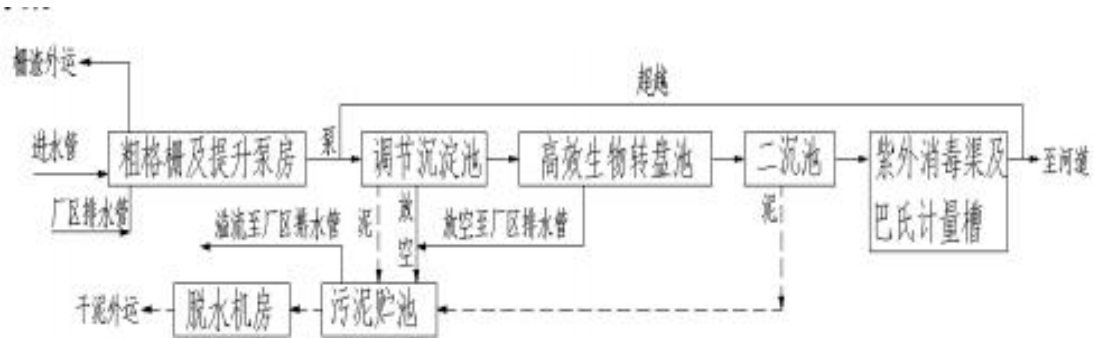 栅渣外运
超越
进水管
粗格栅及提升泵房
泵
调节沉淀池
高效生物转盘池
二沉池
紫外消毒渠及
巴氏计量槽
至河道
厂区排水管
溢流至厂区排水管
泥
放空
放空至厂区排水管
泥
干泥外运
脱水机房
污泥贮池